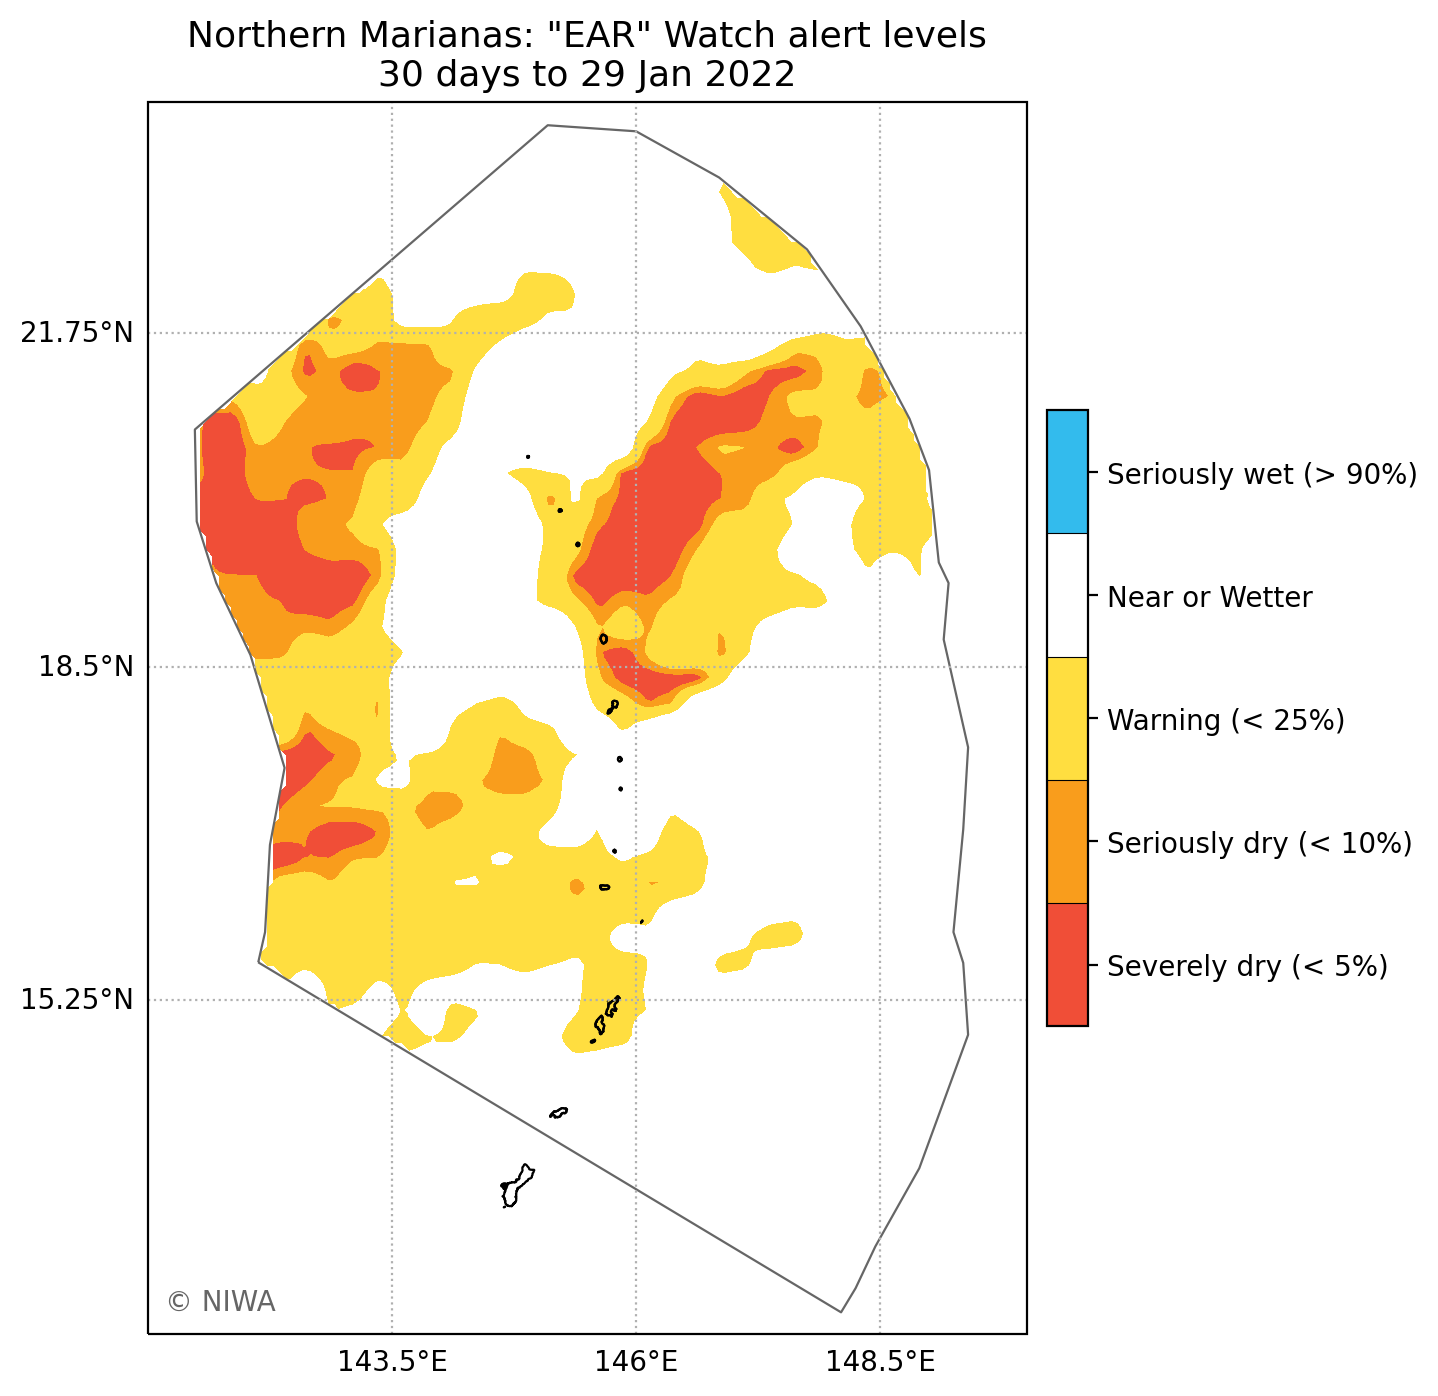 Northern Marianas: "EAR" Watch alert levels
30 days to 29 Jan 2022
21.75°N
18.5°N
15.25°N
143.5°E
146°E
148.5°E
Seriously wet (> 90%)
Near or Wetter
Warning (< 25%)
Seriously dry (< 10%)
Severely dry (< 5%)
© NIWA